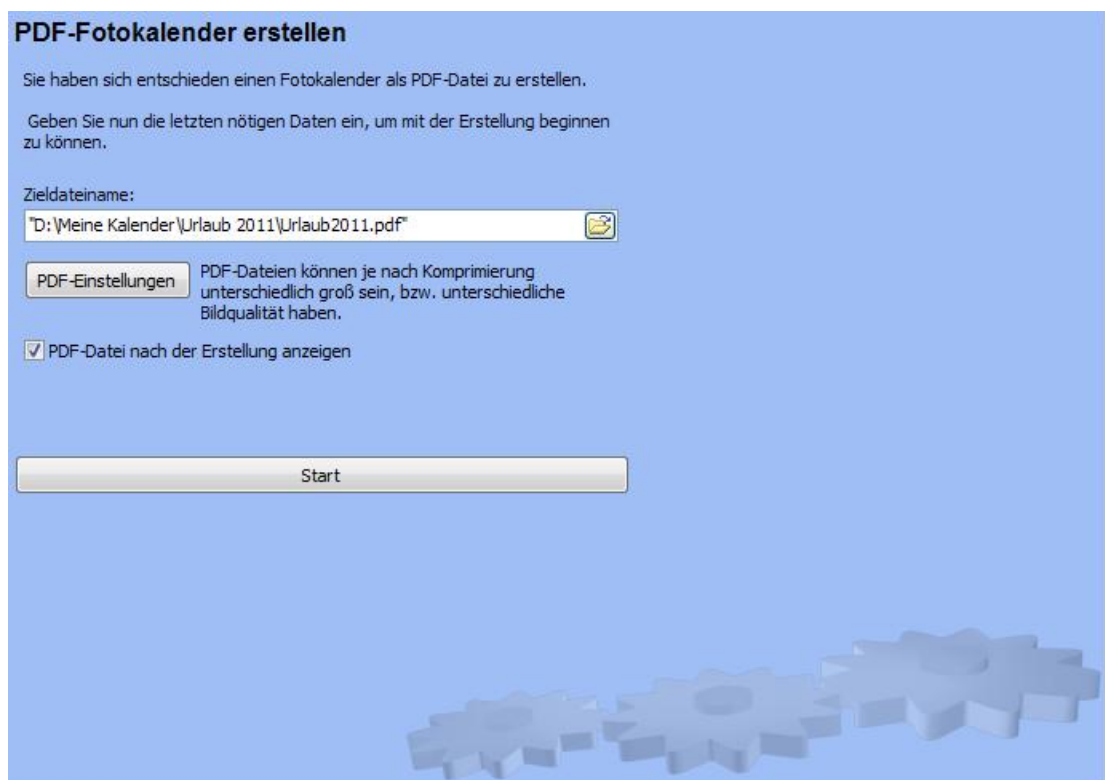 PDF-Fotokalender erstellen
Sie haben sich entschieden einen Fotokalender als PDF-Datei zu erstellen.
Geben Sie nun die letzten nötigen Daten ein, um mit der Erstellung beginnen
zu können.
Zieldateiname:
"D:\Meine Kalender\Urlaub 2011\Urlaub2011.pdf"
PDF-Einstellungen
PDF-Dateien können je nach Komprimierung
unterschiedlich groß sein, bzw. unterschiedliche
Bildqualität haben.
PDF-Datei nach der Erstellung anzeigen
Start